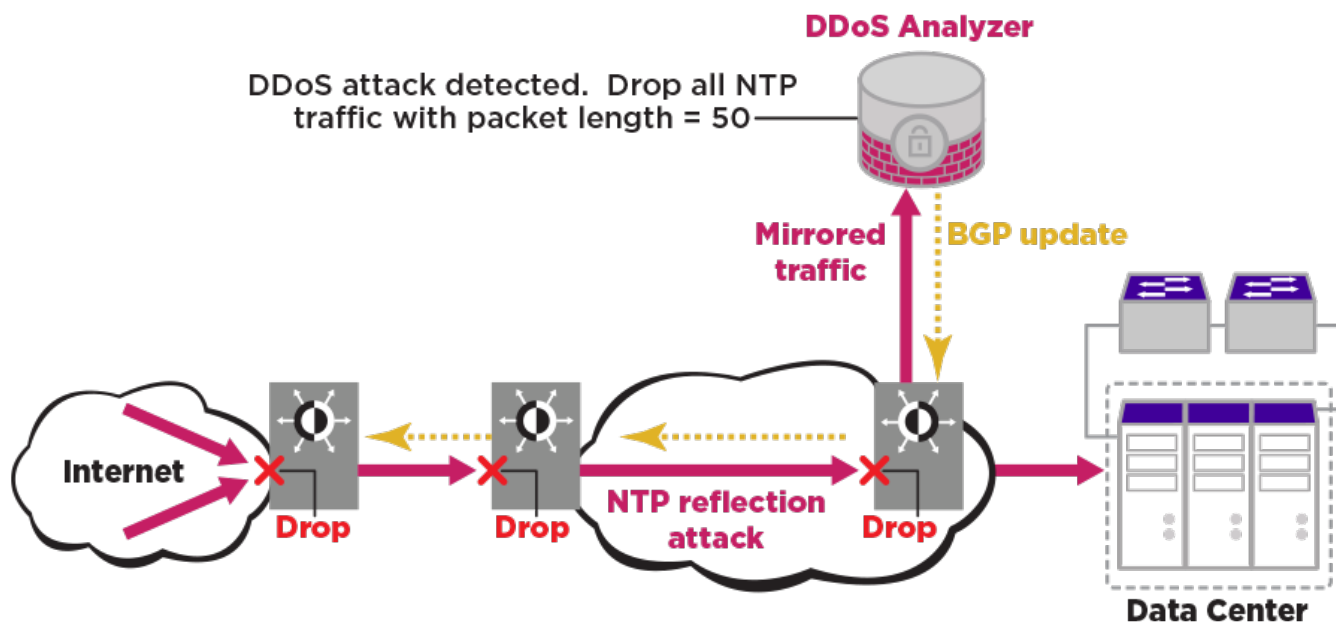 DDoS Analyzer
DDoS attack detected.  Drop all NTP
traffic with packet length = 50
Mirrored
traffic
BGP update
Internet
Drop
Drop
NTP reflection
attack
Drop
Data Center